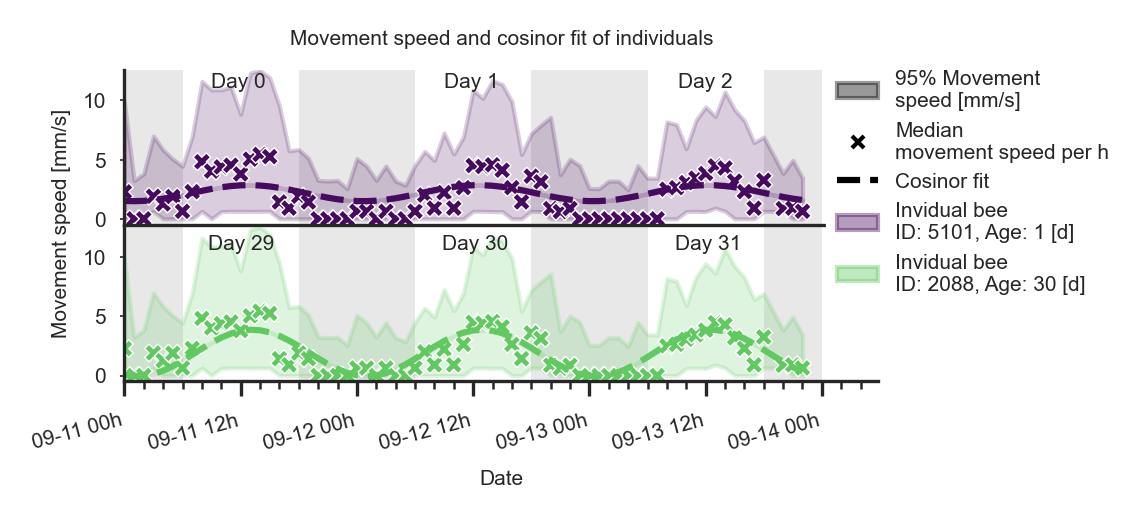 Movement speed and cosinor fit of individuals
Movement speed [mm/s]
10
5
0
Day 0
Day 1
Day 2
10
5
0
Day 29
Day 30
Day 31
09-11 00h
09-11 12h
09-12 00h
09-12 12h
09-13 00h
09-13 12h
09-14 00h
Date
95% Movement
speed [mm/s]
Median
movement speed per h
Cosinor fit
Invidual bee
ID: 5101, Age: 1 [d]
Invidual bee
ID: 2088, Age: 30 [d]